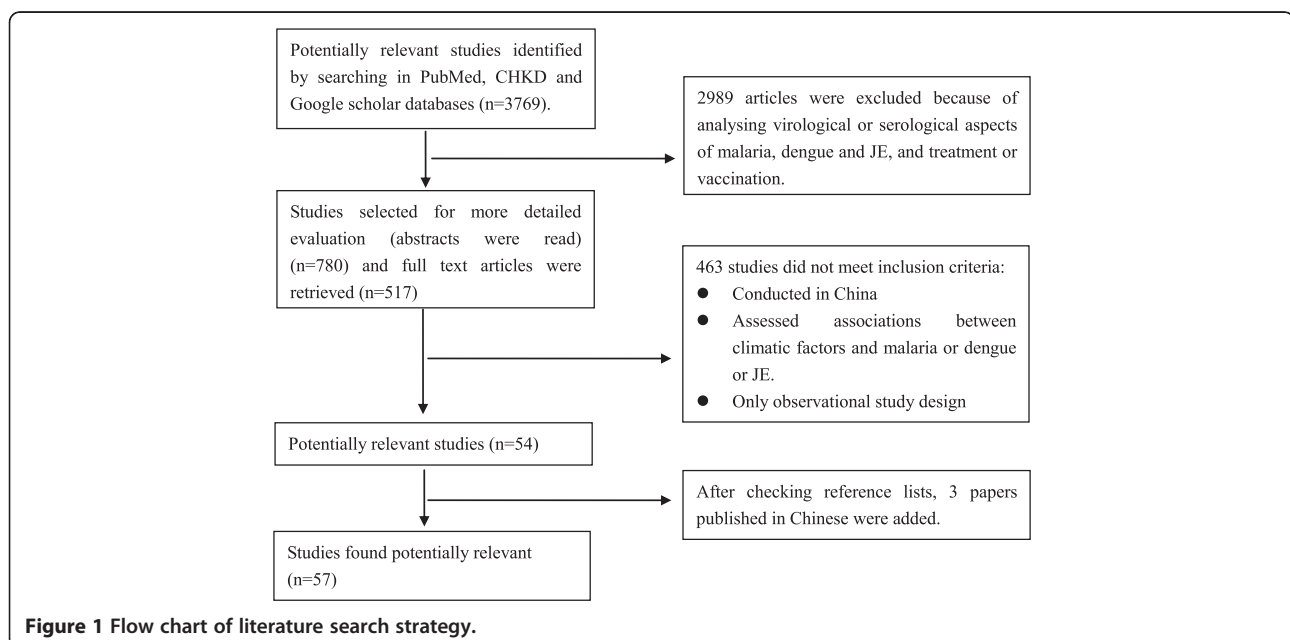 Potentially relevant studies identified
by searching in PubMed, CHKD and
Google scholar databases (n=3769).
2989 articles were excluded because of
analysing virological or serological aspects
of malaria, dengue and JE, and treatment or
vaccination.
Studies selected for more detailed
evaluation (abstracts were read)
(n=780) and full text articles were
retrieved (n=517)
463 studies did not meet inclusion criteria:
● Conducted in China
● Assessed associations between
climatic factors and malaria or dengue
or JE.
● Only observational study design
Potentially relevant studies (n=54)
After checking reference lists, 3 papers
published in Chinese were added.
Studies found potentially relevant
(n=57)
Figure 1 Flow chart of literature search strategy.